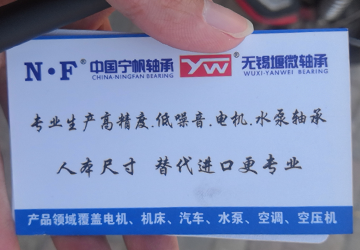 N·F® 中国宁帆轴承 YW 无锡堰微轴承
CHINA-NINGFAN BEARING WUXI-YANWEI BEARING
专业生产高精度.低噪音.电机.水泵轴承
人本尺寸 替代进口更专业
产品领域覆盖电机、机床、汽车、水泵、空调、空压机